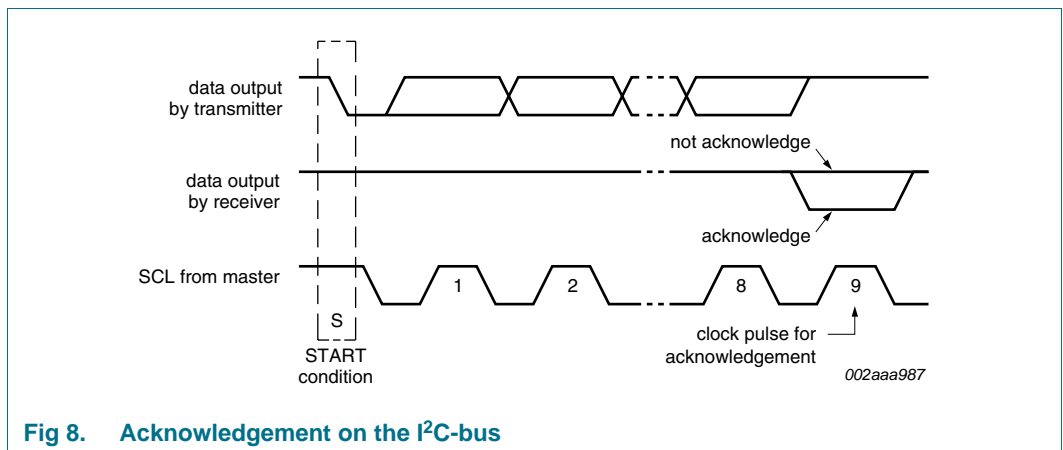 data output
by transmitter
not acknowledge
data output
by receiver
acknowledge
SCL from master
1
2
8
9
S
START
condition
clock pulse for
acknowledgement
002aaa987
Fig 8. Acknowledgement on the I²C-bus